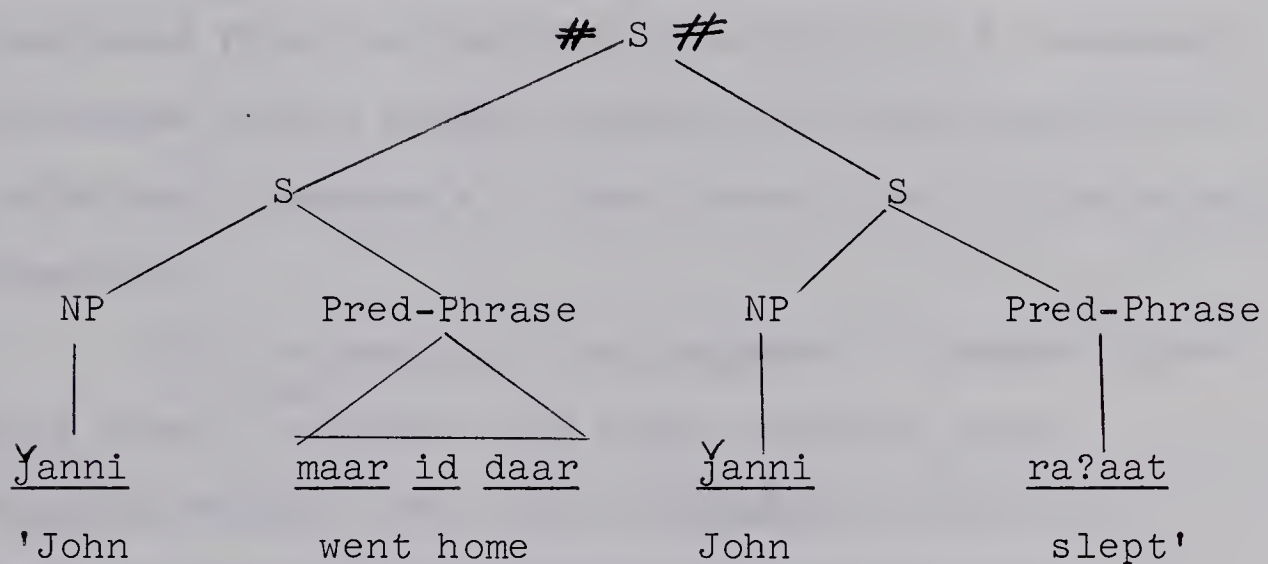 # S #
S S
NP Pred-Phrase NP Pred-Phrase
ǰanni maar id daar ǰanni ra?aat
'John went home John slept'